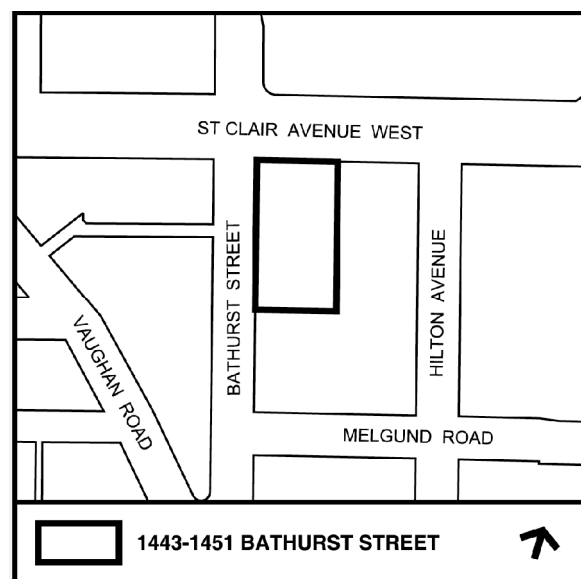 ST CLAIR AVENUE WEST
BATHURST STREET
HILTON AVENUE
VAUGHAN ROAD
MELGUND ROAD
1443-1451 BATHURST STREET